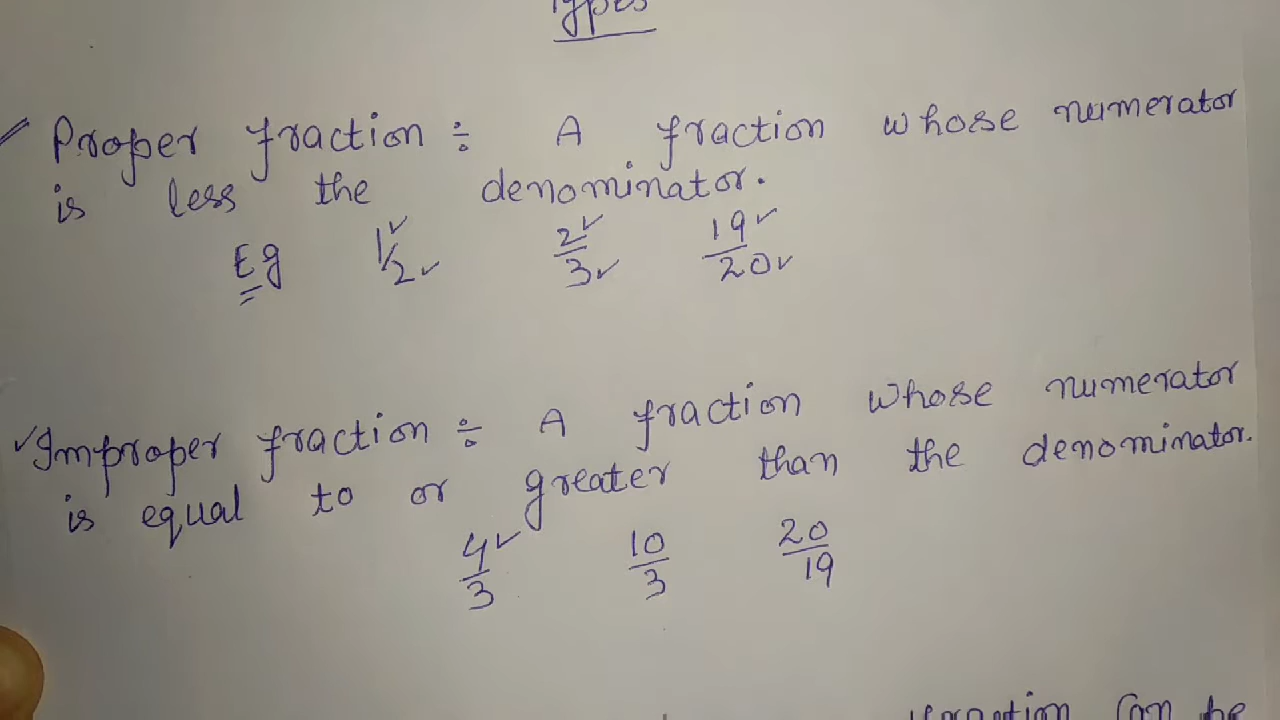 Types
Proper fraction ÷ A fraction whose numerator
is less the denominator.
Eg 1/2 2/3 19/20
Improper fraction ÷ A fraction whose numerator
is equal to or greater than the denominator.
4/3 10/3 20/19
fraction can be